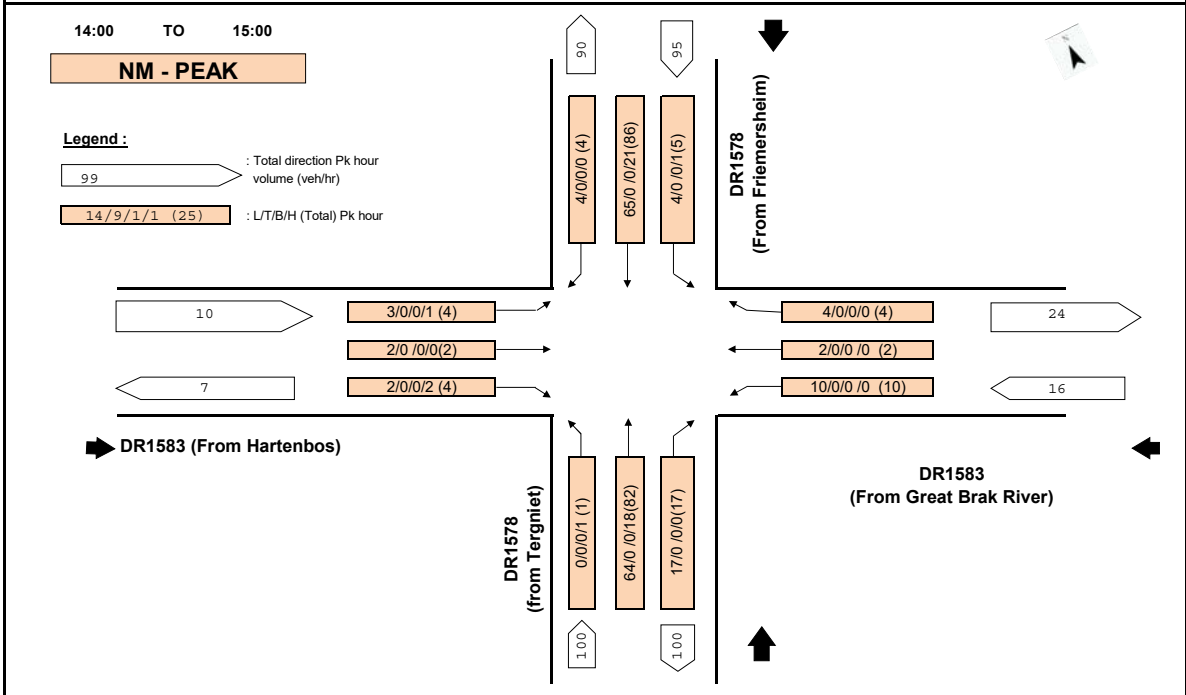 14:00 TO 15:00
NM - PEAK
Legend :
99
: Total direction Pk hour
volume (veh/hr)
14/9/1/1 (25)
: L/T/B/H (Total) Pk hour
90
95
4/0/0/0 (4)
65/0 /0/21(86)
4/0 /0/1(5)
DR1578
(From Friemersheim)
N
10
3/0/0/1 (4)
4/0/0/0 (4)
24
2/0 /0/0(2)
2/0/0 /0 (2)
7
2/0/0/2 (4)
10/0/0 /0 (10)
16
DR1583 (From Hartenbos)
DR1583
(From Great Brak River)
DR1578
(from Tergniet)
0/0/0/1 (1)
64/0 /0/18(82)
17/0 /0/0(17)
100
100